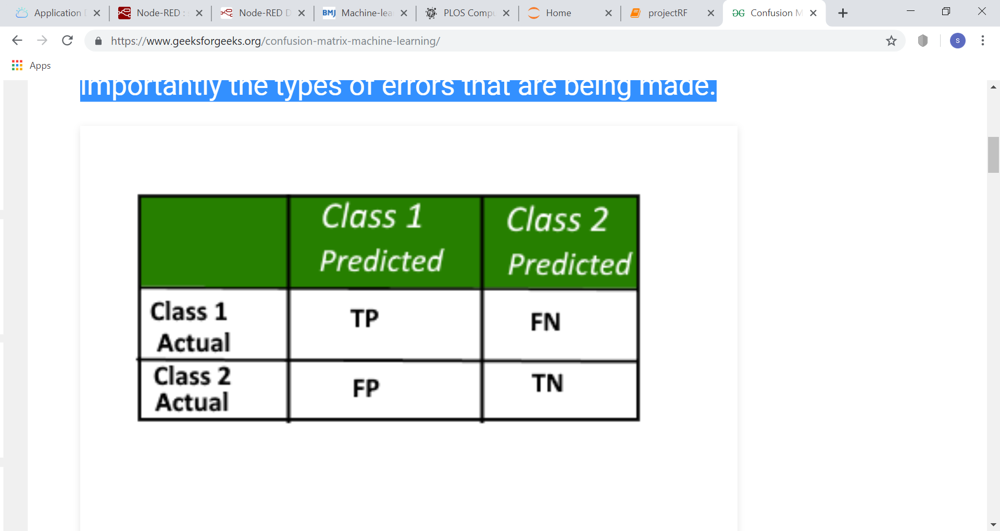 Application
Node-RED :
Node-RED D
BMJ Machine-lea
PLOS Compu
Home
projectRF
Confusion M
https://www.geeksforgeeks.org/confusion-matrix-machine-learning/
S
Apps
importantly the types of errors that are being made.
Class 1 Class 2
Predicted Predicted
Class 1 TP FN
Actual
Class 2 FP TN
Actual